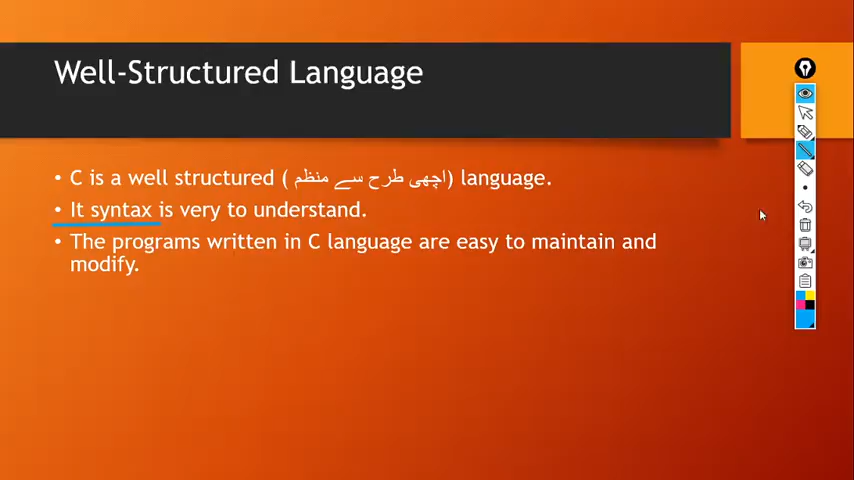 Well-Structured Language
• C is a well structured ( اچھی طرح سے منظم) language.
• It syntax is very to understand.
• The programs written in C language are easy to maintain and
modify.